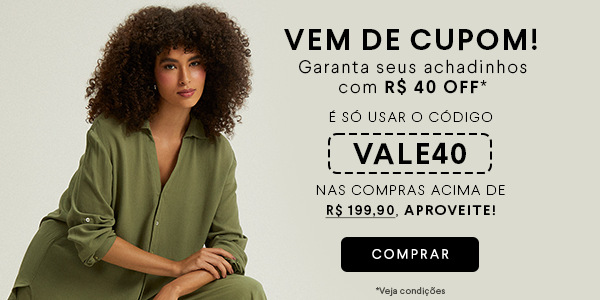 VEM DE CUPOM!
Garanta seus achadinhos
com R$ 40 OFF*
É SÓ USAR O CÓDIGO
VALE40
NAS COMPRAS ACIMA DE
R$ 199,90, APROVEITE!
COMPRAR
*Veja condições